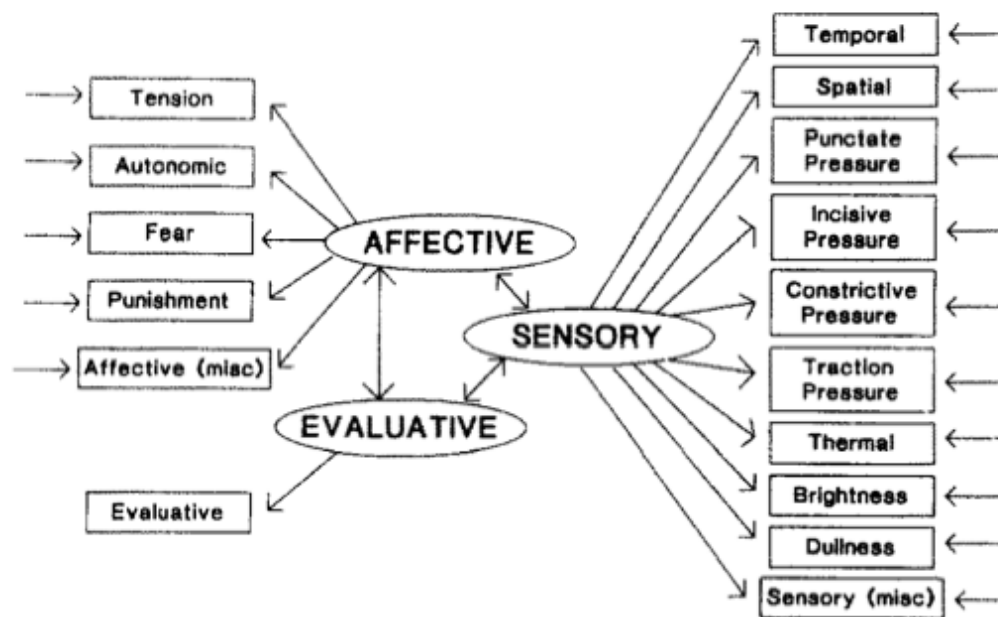 Tension
Autonomic
Fear
Punishment
Affective (misc)
AFFECTIVE
SENSORY
EVALUATIVE
Evaluative
Temporal
Spatial
Punctate
Pressure
Incisive
Pressure
Constrictive
Pressure
Traction
Pressure
Thermal
Brightness
Dullness
Sensory (misc)